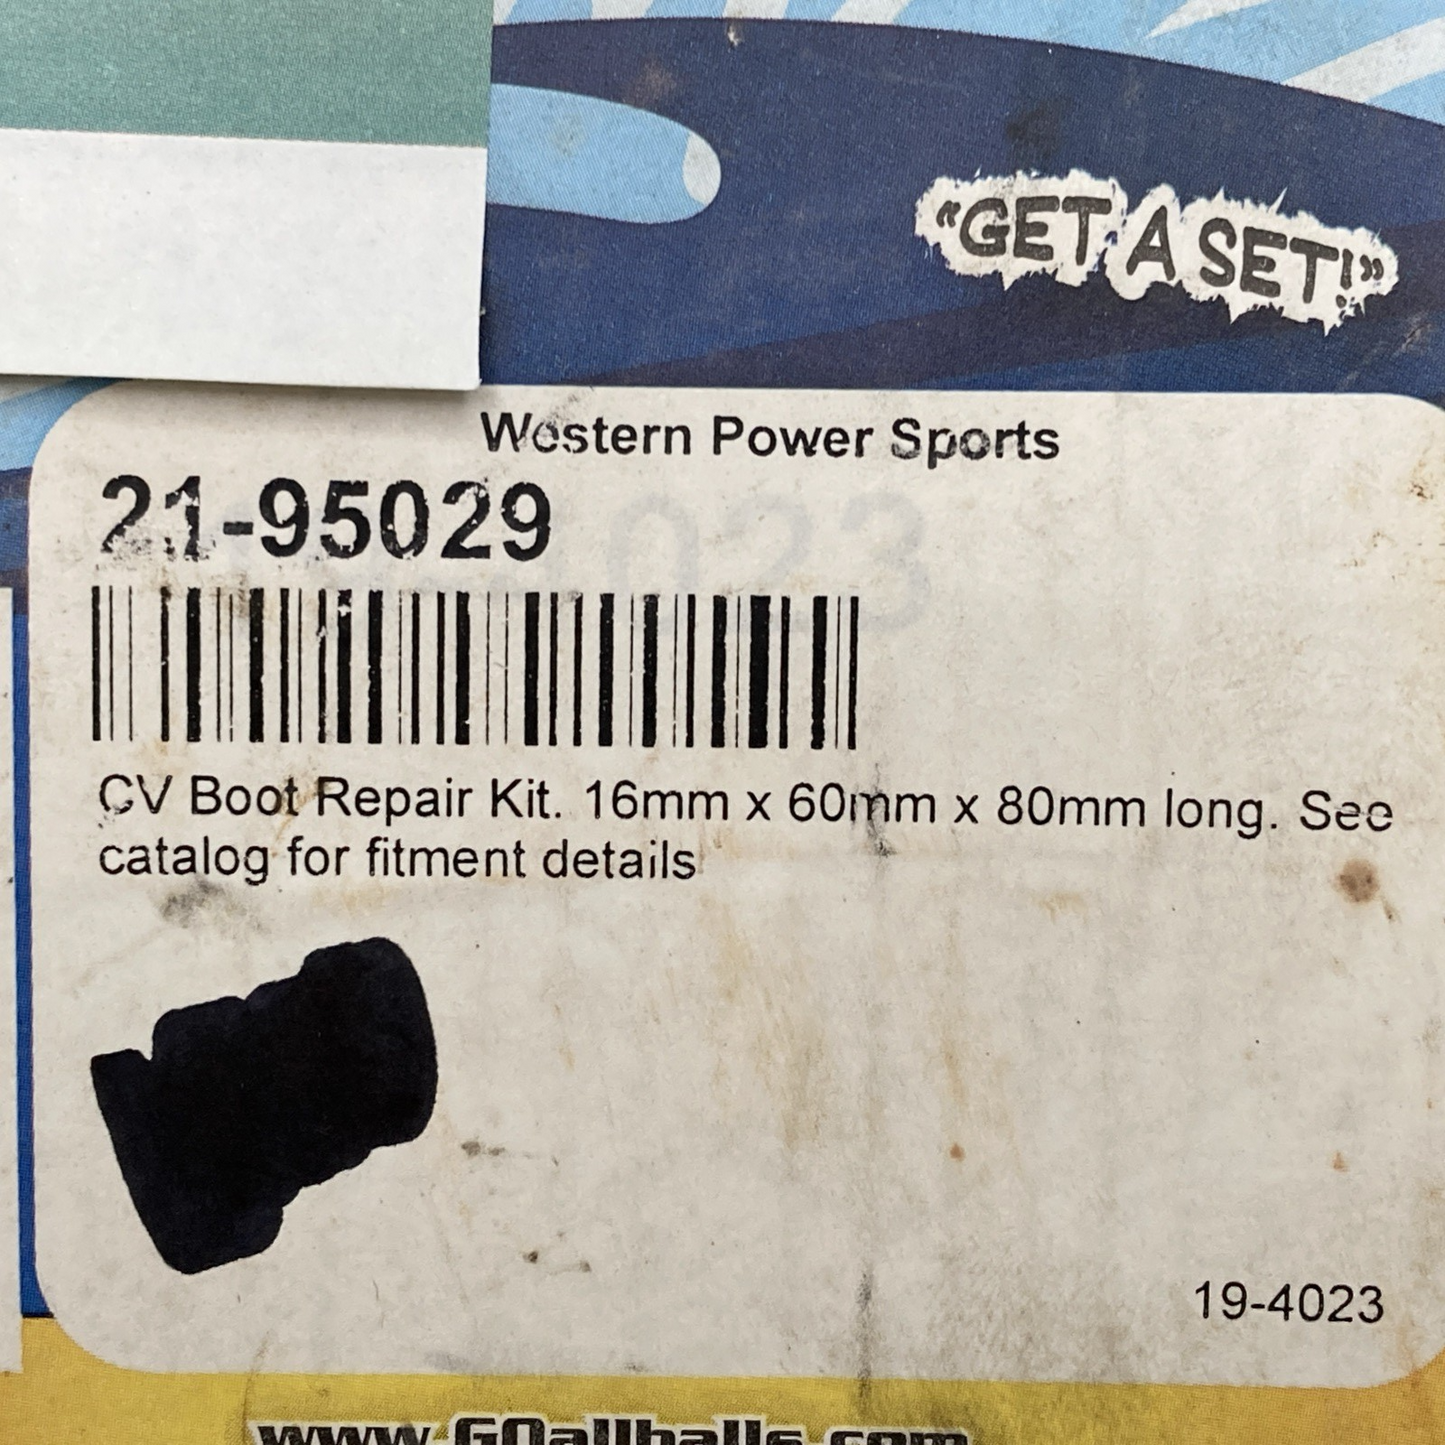 “GET A SET!”
Western Power Sports
21-95029
CV Boot Repair Kit. 16mm x 60mm x 80mm long. See
catalog for fitment details
19-4023
www.GOallballs.com